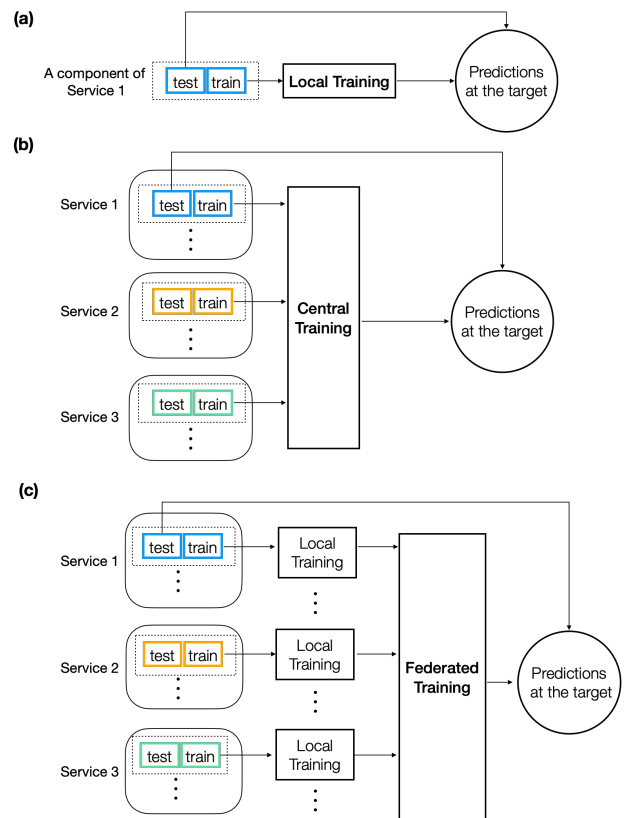 (a)
A component of
Service 1
test train
Local Training
Predictions
at the target
(b)
Service 1
test train
Service 2
test train
Service 3
test train
Central
Training
Predictions
at the target
(c)
Service 1
test train
Local
Training
Service 2
test train
Local
Training
Service 3
test train
Local
Training
Federated
Training
Predictions
at the target